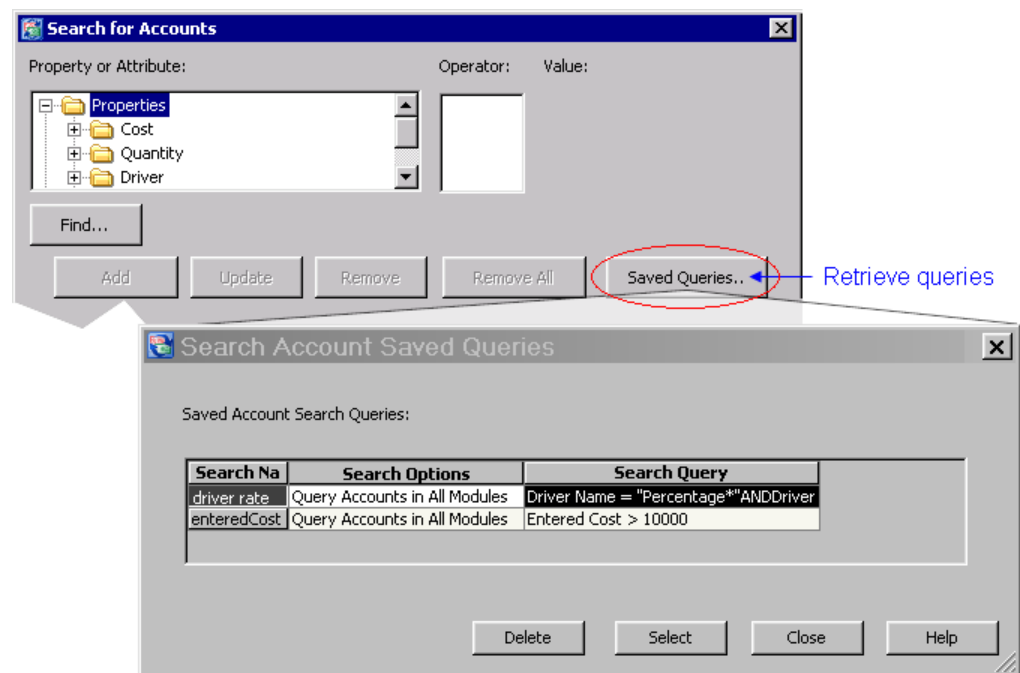 Search for Accounts
Property or Attribute: Operator: Value:
Properties
Cost
Quantity
Driver
Find...
Add Update Remove Remove All Saved Queries.. Retrieve queries
Search Account Saved Queries
Saved Account Search Queries:
Search Na Search Options Search Query
driver rate Query Accounts in All Modules Driver Name = "Percentage*"ANDDriver
enteredCost Query Accounts in All Modules Entered Cost > 10000
Delete Select Close Help